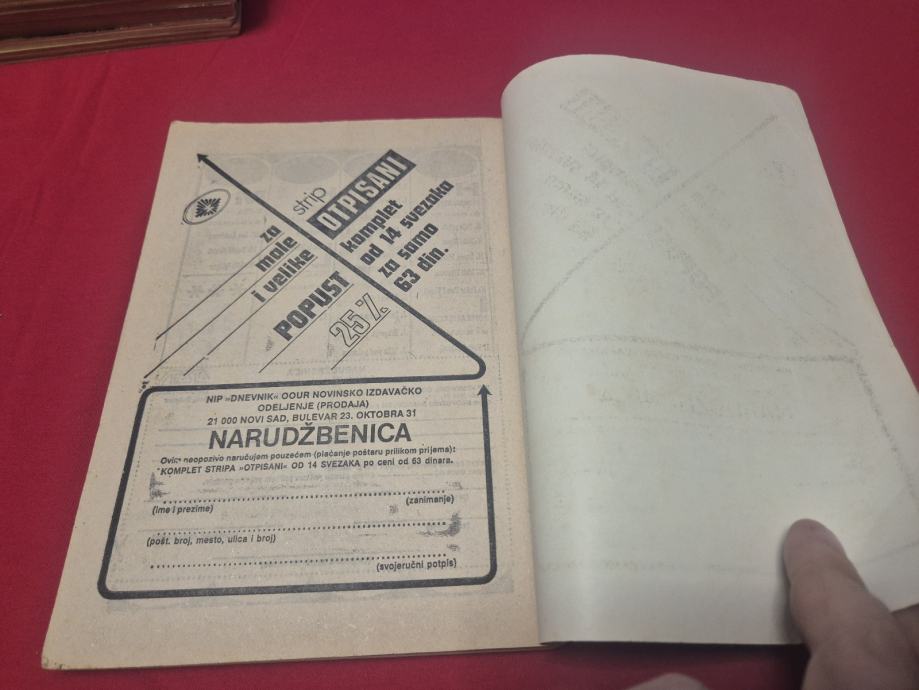 strip
OTPISANI
komplet
od 14 svezaka
za samo
63 din.
za
male
i velike
POPUST
25%
NIP »DNEVNIK« OOUR NOVINSKO IZDAVAČKO
ODELJENJE (PRODAJA)
21 000 NOVI SAD, BULEVAR 23. OKTOBRA 31
NARUDŽBENICA
neopozivo naručujem pouzećem (plaćanje poštaru prilikom prijema):
KOMPLET STRIPA »OTPISANI« OD 14 SVEZAKA po ceni od 63 dinara.
(ime i prezime) (zanimanje)
(pošt. broj, mesto, ulica i broj)
(svojeručni potpis)